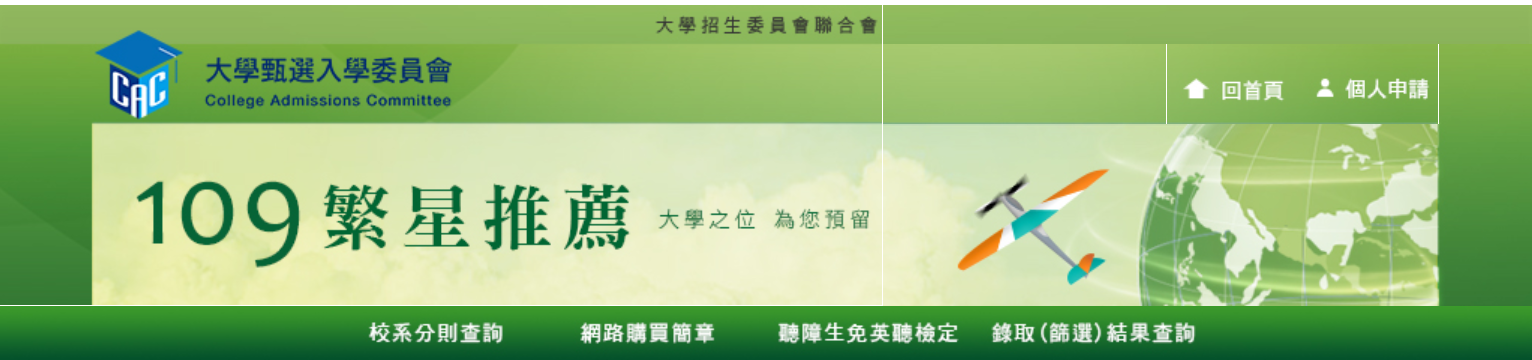 大學招生委員會聯合會
CAC
大學甄選入學委員會
College Admissions Committee
回首頁 個人申請
109 繁星推薦 大學之位 為您預留
校系分則查詢 網路購買簡章 聽障生免英聽檢定 錄取(篩選)結果查詢